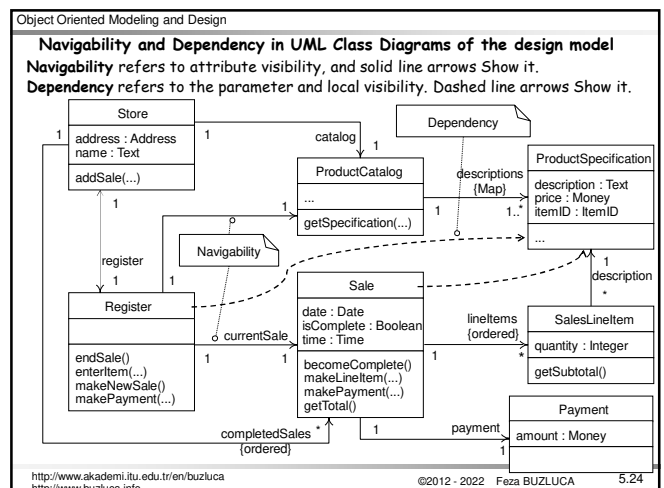 Object Oriented Modeling and Design
Navigability and Dependency in UML Class Diagrams of the design model
Navigability refers to attribute visibility, and solid line arrows Show it.
Dependency refers to the parameter and local visibility. Dashed line arrows Show it.
Store
address : Address
name : Text
addSale(...)
1
1
1
catalog
1
Dependency
ProductCatalog
...
getSpecification(...)
descriptions
{Map}
1
1..*
ProductSpecification
description : Text
price : Money
itemID : ItemID
...
register
1
1
1
Navigability
Register
endSale()
enterItem(...)
makeNewSale()
makePayment(...)
currentSale
1
1
Sale
date : Date
isComplete : Boolean
time : Time
becomeComplete()
makeLineItem(...)
makePayment(...)
getTotal()
lineItems
{ordered}
1
*
1
description
*
SalesLineItem
quantity : Integer
getSubtotal()
completedSales
{ordered}
*
1
payment
1
Payment
amount : Money
http://www.akademi.itu.edu.tr/en/buzluca
http://www.buzluca.info
©2012 - 2022 Feza BUZLUCA
5.24